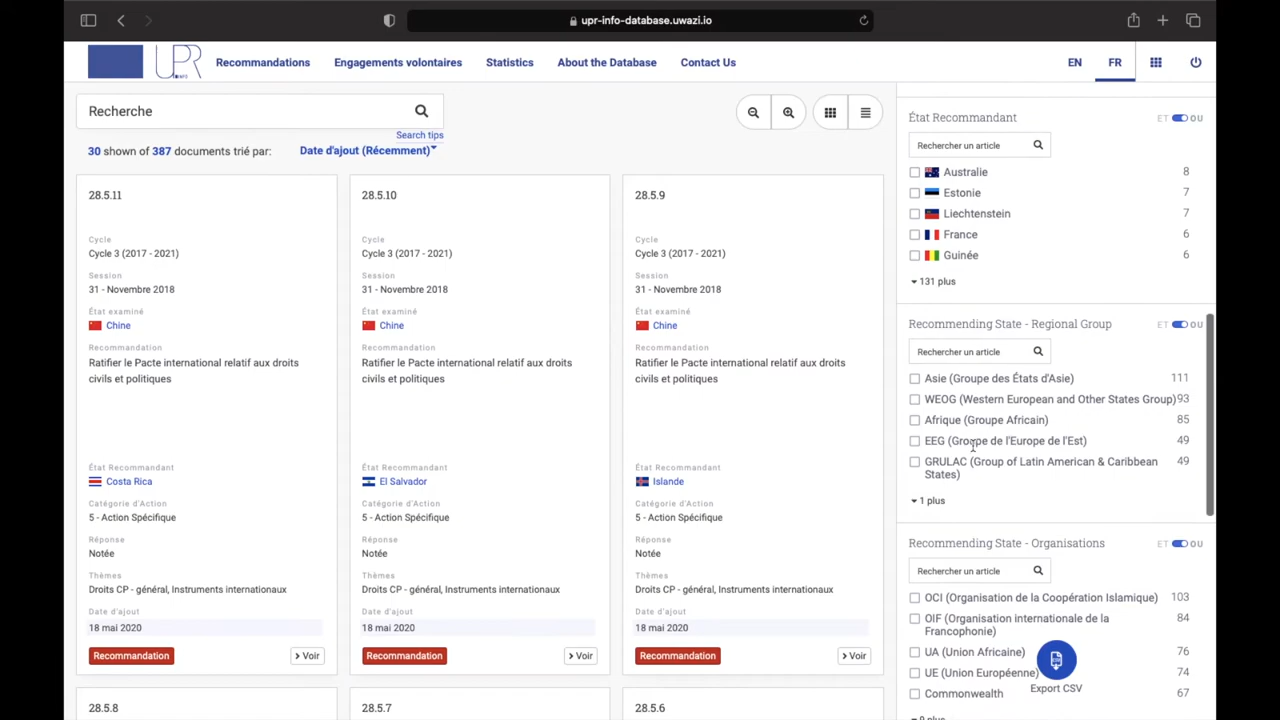 upr-info-database.uwazi.io
UPR
Recommandations
Engagements volontaires
Statistics
About the Database
Contact Us
EN
FR
Recherche
Search tips
30 shown of 387 documents trié par:
Date d'ajout (Récemment)
28.5.11
Cycle
Cycle 3 (2017 - 2021)
Session
31 - Novembre 2018
État examiné
Chine
Recommandation
Ratifier le Pacte international relatif aux droits
civils et politiques
État Recommandant
Costa Rica
Catégorie d'Action
5 - Action Spécifique
Réponse
Notée
Thèmes
Droits CP - général, Instruments internationaux
Date d'ajout
18 mai 2020
Recommandation
Voir
28.5.10
Cycle
Cycle 3 (2017 - 2021)
Session
31 - Novembre 2018
État examiné
Chine
Recommandation
Ratifier le Pacte international relatif aux droits
civils et politiques
État Recommandant
El Salvador
Catégorie d'Action
5 - Action Spécifique
Réponse
Notée
Thèmes
Droits CP - général, Instruments internationaux
Date d'ajout
18 mai 2020
Recommandation
Voir
28.5.9
Cycle
Cycle 3 (2017 - 2021)
Session
31 - Novembre 2018
État examiné
Chine
Recommandation
Ratifier le Pacte international relatif aux droits
civils et politiques
État Recommandant
Islande
Catégorie d'Action
5 - Action Spécifique
Réponse
Notée
Thèmes
Droits CP - général, Instruments internationaux
Date d'ajout
18 mai 2020
Recommandation
Voir
28.5.8
28.5.7
28.5.6
État Recommandant ET OU
Rechercher un article
Australie 8
Estonie 7
Liechtenstein 7
France 6
Guinée 6
131 plus
Recommending State - Regional Group ET OU
Rechercher un article
Asie (Groupe des États d'Asie) 111
WEOG (Western European and Other States Group) 93
Afrique (Groupe Africain) 85
EEG (Groupe de l'Europe de l'Est) 49
GRULAC (Group of Latin American & Caribbean 49
States)
1 plus
Recommending State - Organisations ET OU
Rechercher un article
OCI (Organisation de la Coopération Islamique) 103
OIF (Organisation internationale de la 84
Francophonie)
UA (Union Africaine) 76
UE (Union Européenne) 74
Commonwealth 67
Export CSV